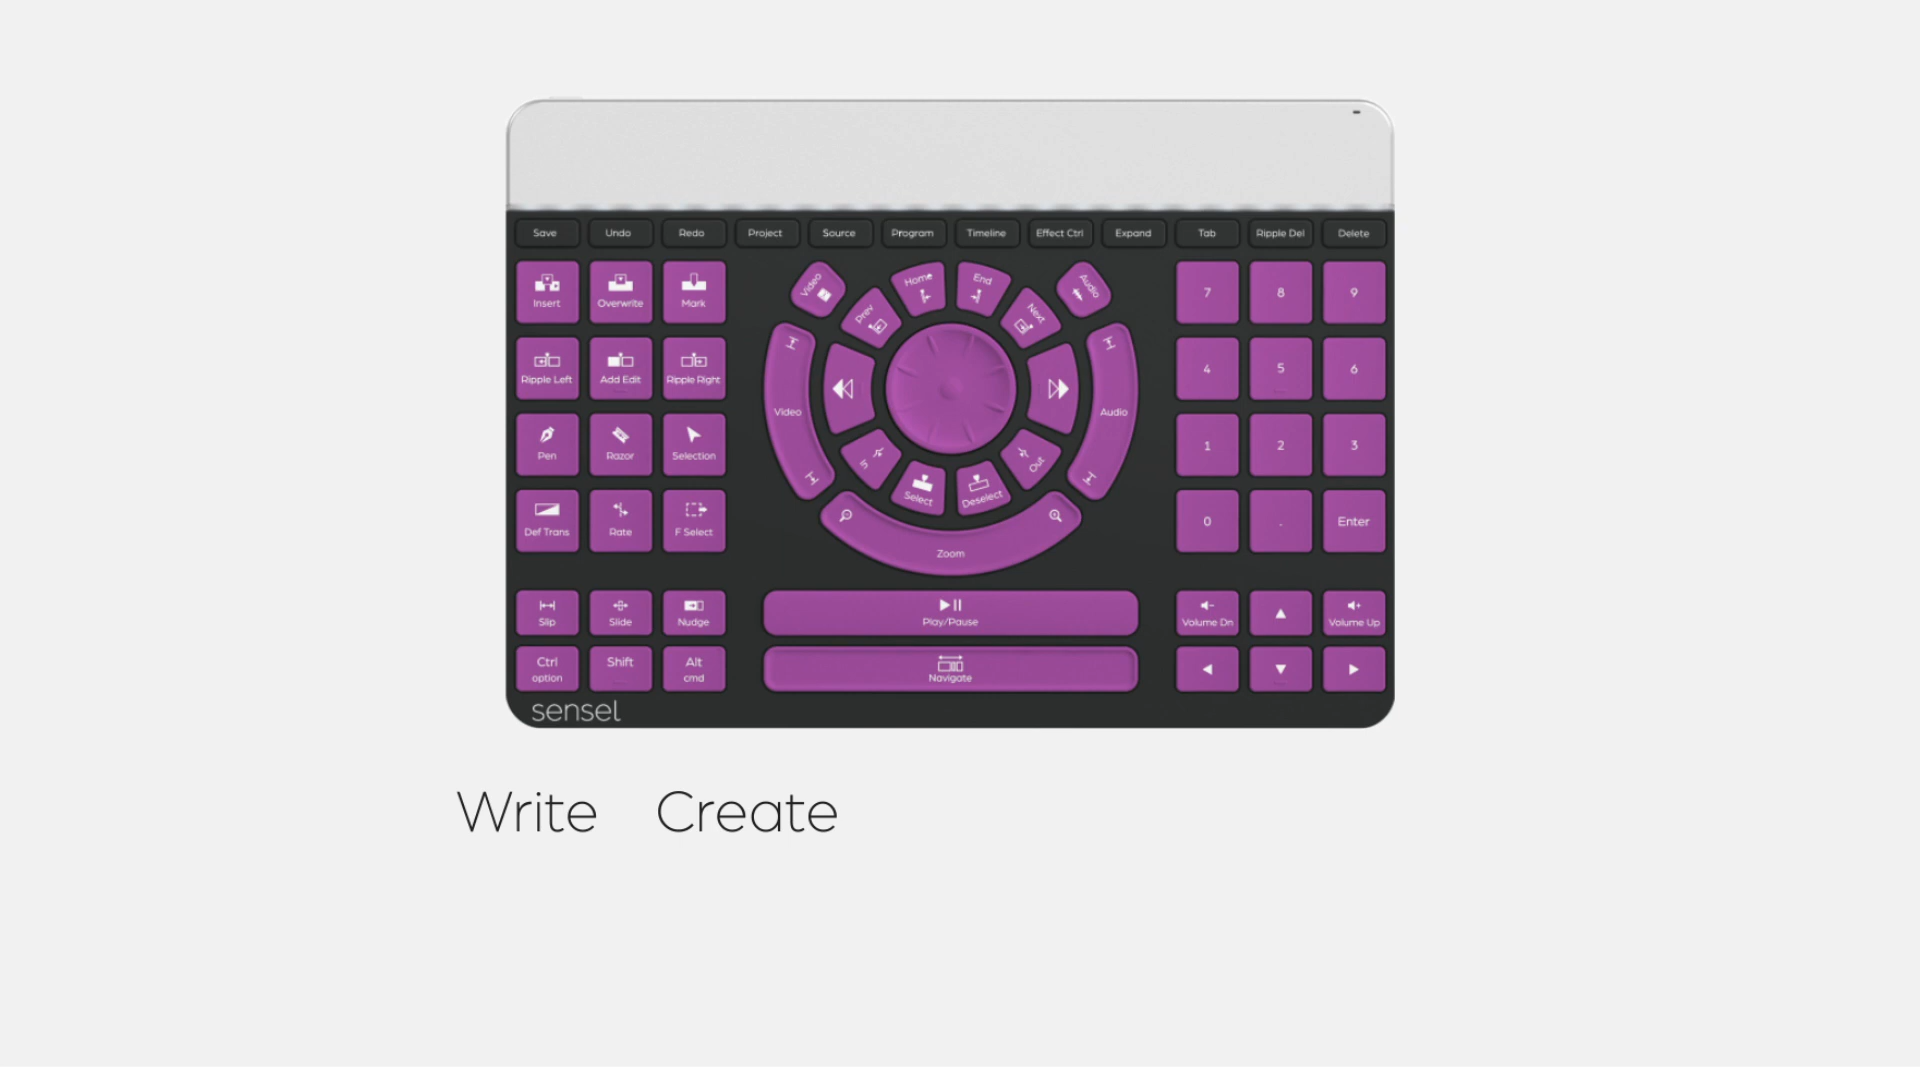 Save Undo Redo Project Source Program Timeline Effect Ctrl Expand Tab Ripple Del Delete
Insert Overwrite Mark Video Prev Home End Next Audio 7 8 9
Ripple Left Add Edit Ripple Right 4 5 6
Video Audio
Pen Razor Selection In Select Deselect Out 1 2 3
Def Trans Rate F Select 0 . Enter
Zoom
Slip Slide Nudge Play/Pause Volume Dn Volume Up
Ctrl Shift Alt
option cmd Navigate
sensel
Write Create